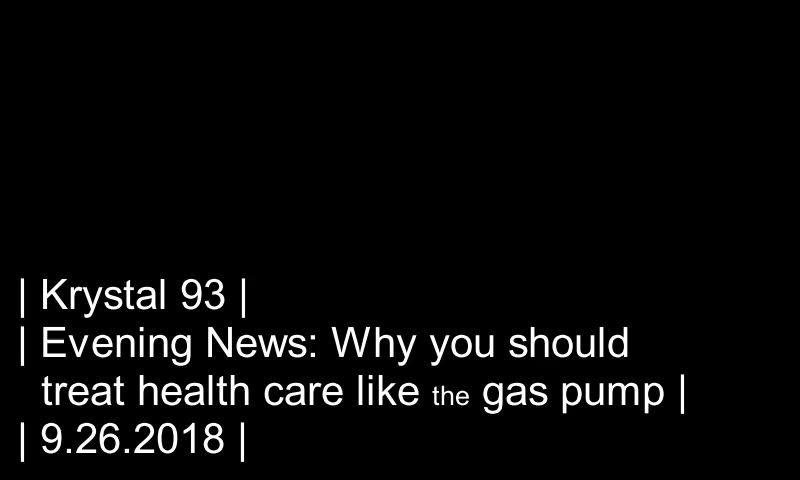 | Krystal 93 |
| Evening News: Why you should
treat health care like the gas pump |
| 9.26.2018 |